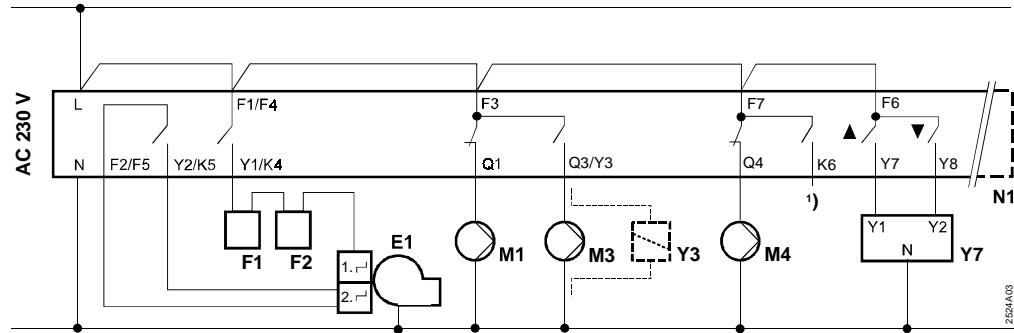 AC 230 V
L F1/F4 F3 F7 F6
▲ ▼
N F2/F5 Y2/K5 Y1/K4 Q1 Q3/Y3 Q4 K6 Y7 Y8
N1
¹)
Y1 Y2
N
Y7
F1 F2 E1 M1 M3 Y3 M4
1.
2.
2524A03